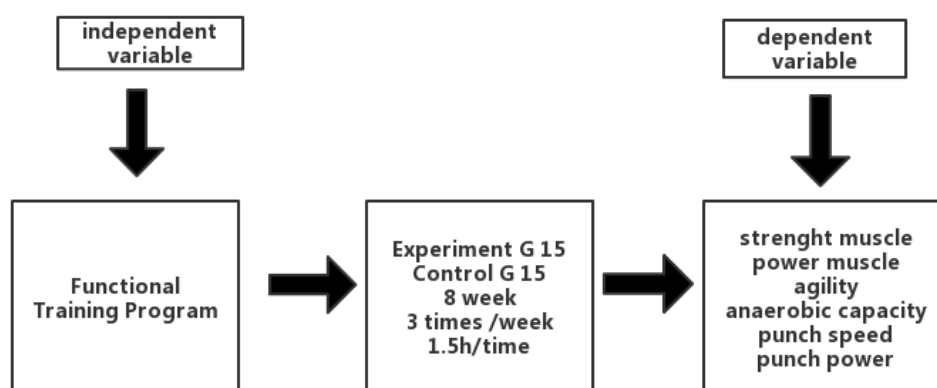 independent
variable
dependent
variable
Functional
Training Program
Experiment G 15
Control G 15
8 week
3 times /week
1.5h/time
strenght muscle
power muscle
agility
anaerobic capacity
punch speed
punch power